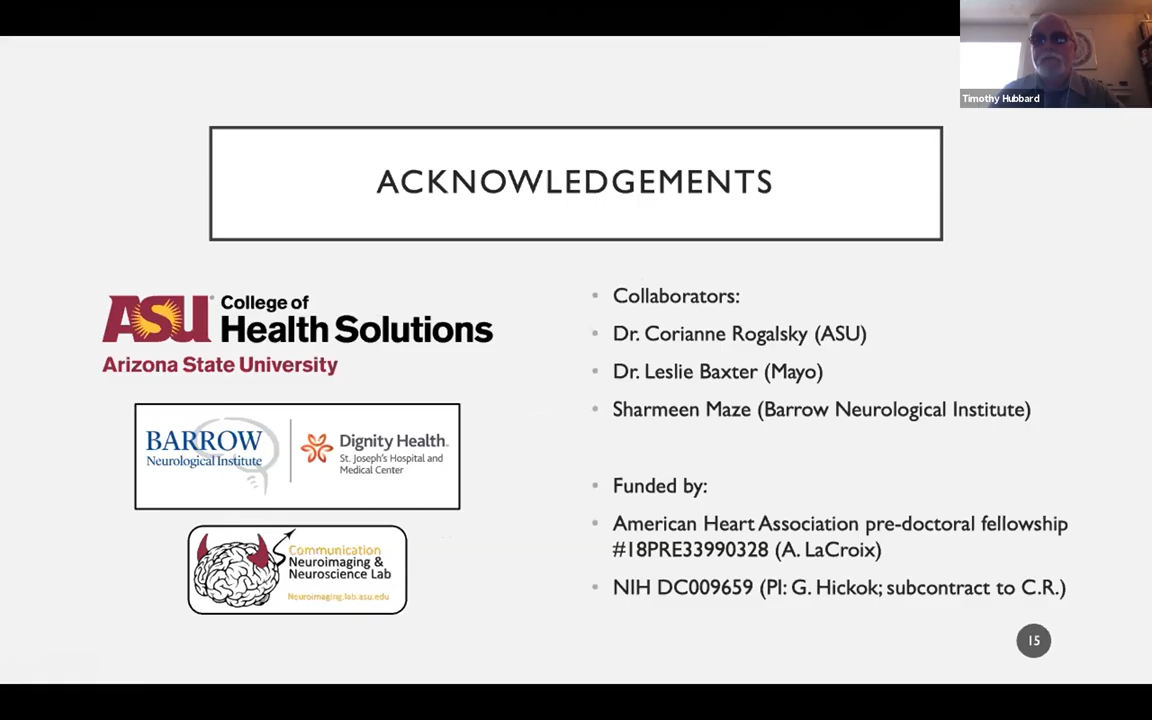 Timothy Hubbard
ACKNOWLEDGEMENTS
ASU College of
Health Solutions
Arizona State University
BARROW
Neurological Institute
Dignity Health
St. Joseph's Hospital and
Medical Center
Communication
Neuroimaging &
Neuroscience Lab
Neuroimaging.lab.asu.edu
Collaborators:
Dr. Corianne Rogalsky (ASU)
Dr. Leslie Baxter (Mayo)
Sharmeen Maze (Barrow Neurological Institute)
Funded by:
American Heart Association pre-doctoral fellowship
#18PRE33990328 (A. LaCroix)
NIH DC009659 (PI: G. Hickok; subcontract to C.R.)
15